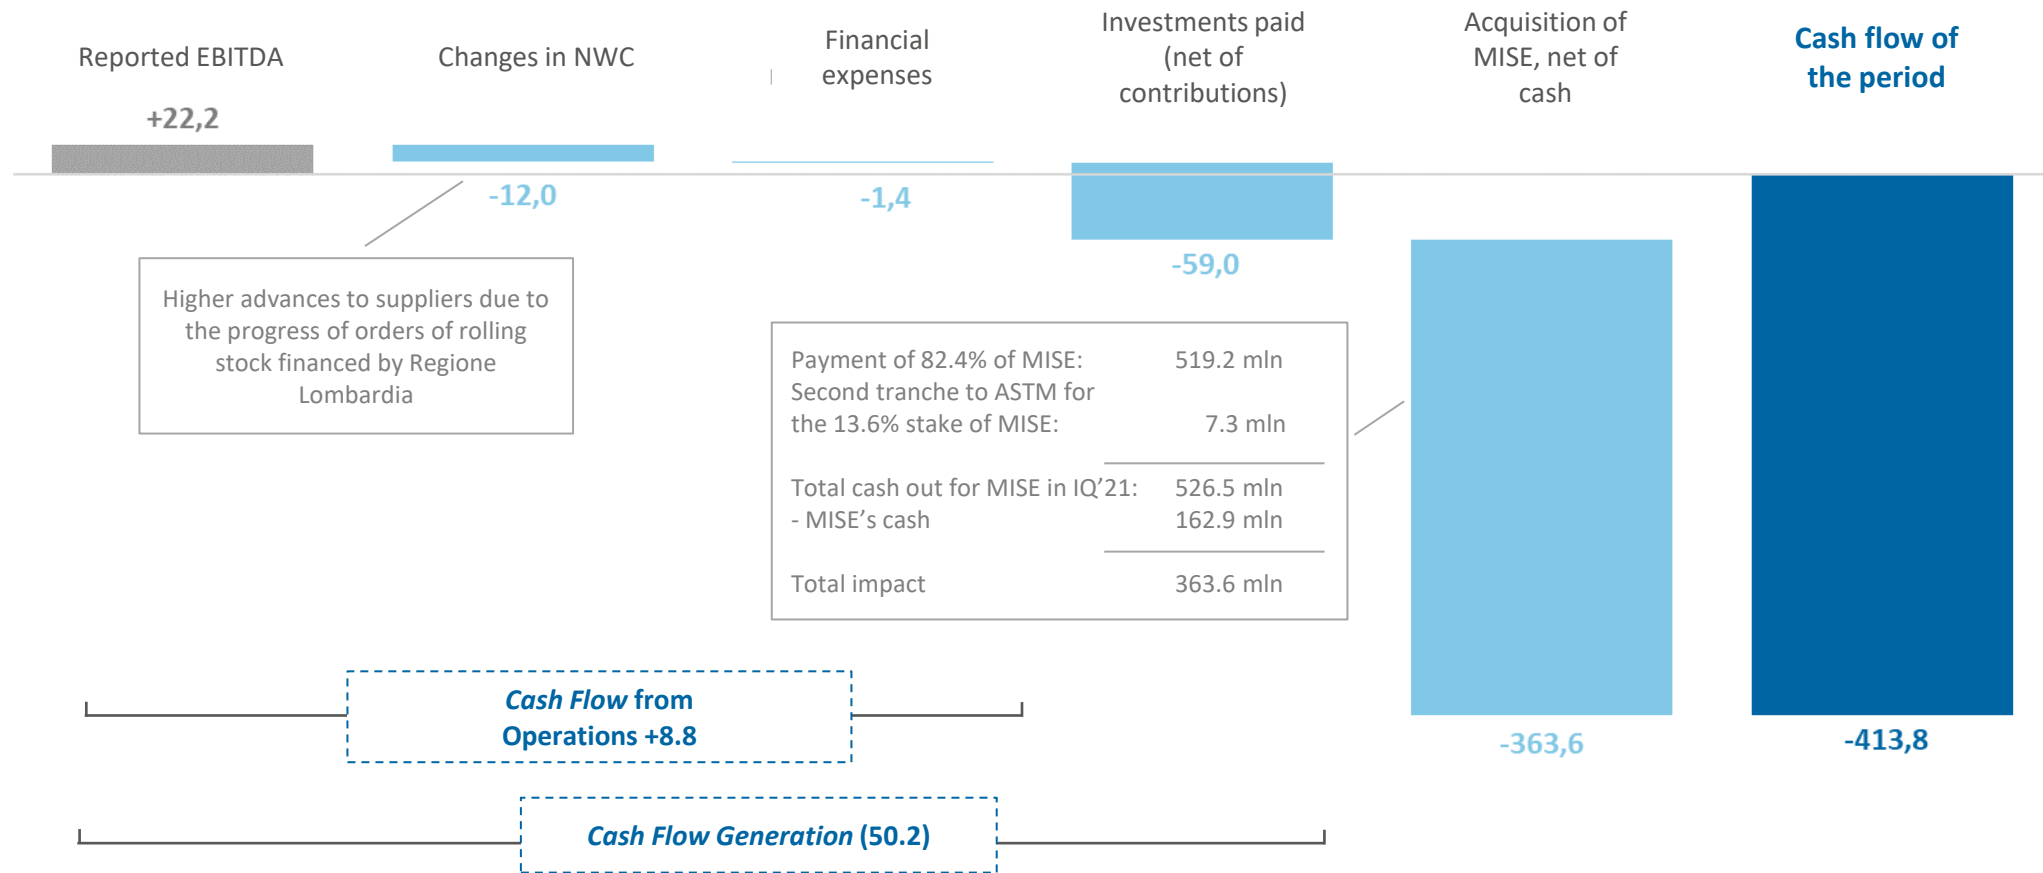 Reported EBITDA
+22,2
Changes in NWC
-12,0
Financial
expenses
-1,4
Investments paid
(net of
contributions)
-59,0
Acquisition of
MISE, net of
cash
-363,6
Cash flow of
the period
-413,8
Higher advances to suppliers due to
the progress of orders of rolling
stock financed by Regione
Lombardia
Payment of 82.4% of MISE: 519.2 mln
Second tranche to ASTM for
the 13.6% stake of MISE: 7.3 mln
Total cash out for MISE in IQ’21: 526.5 mln
- MISE’s cash 162.9 mln
Total impact 363.6 mln
Cash Flow from
Operations +8.8
Cash Flow Generation (50.2)